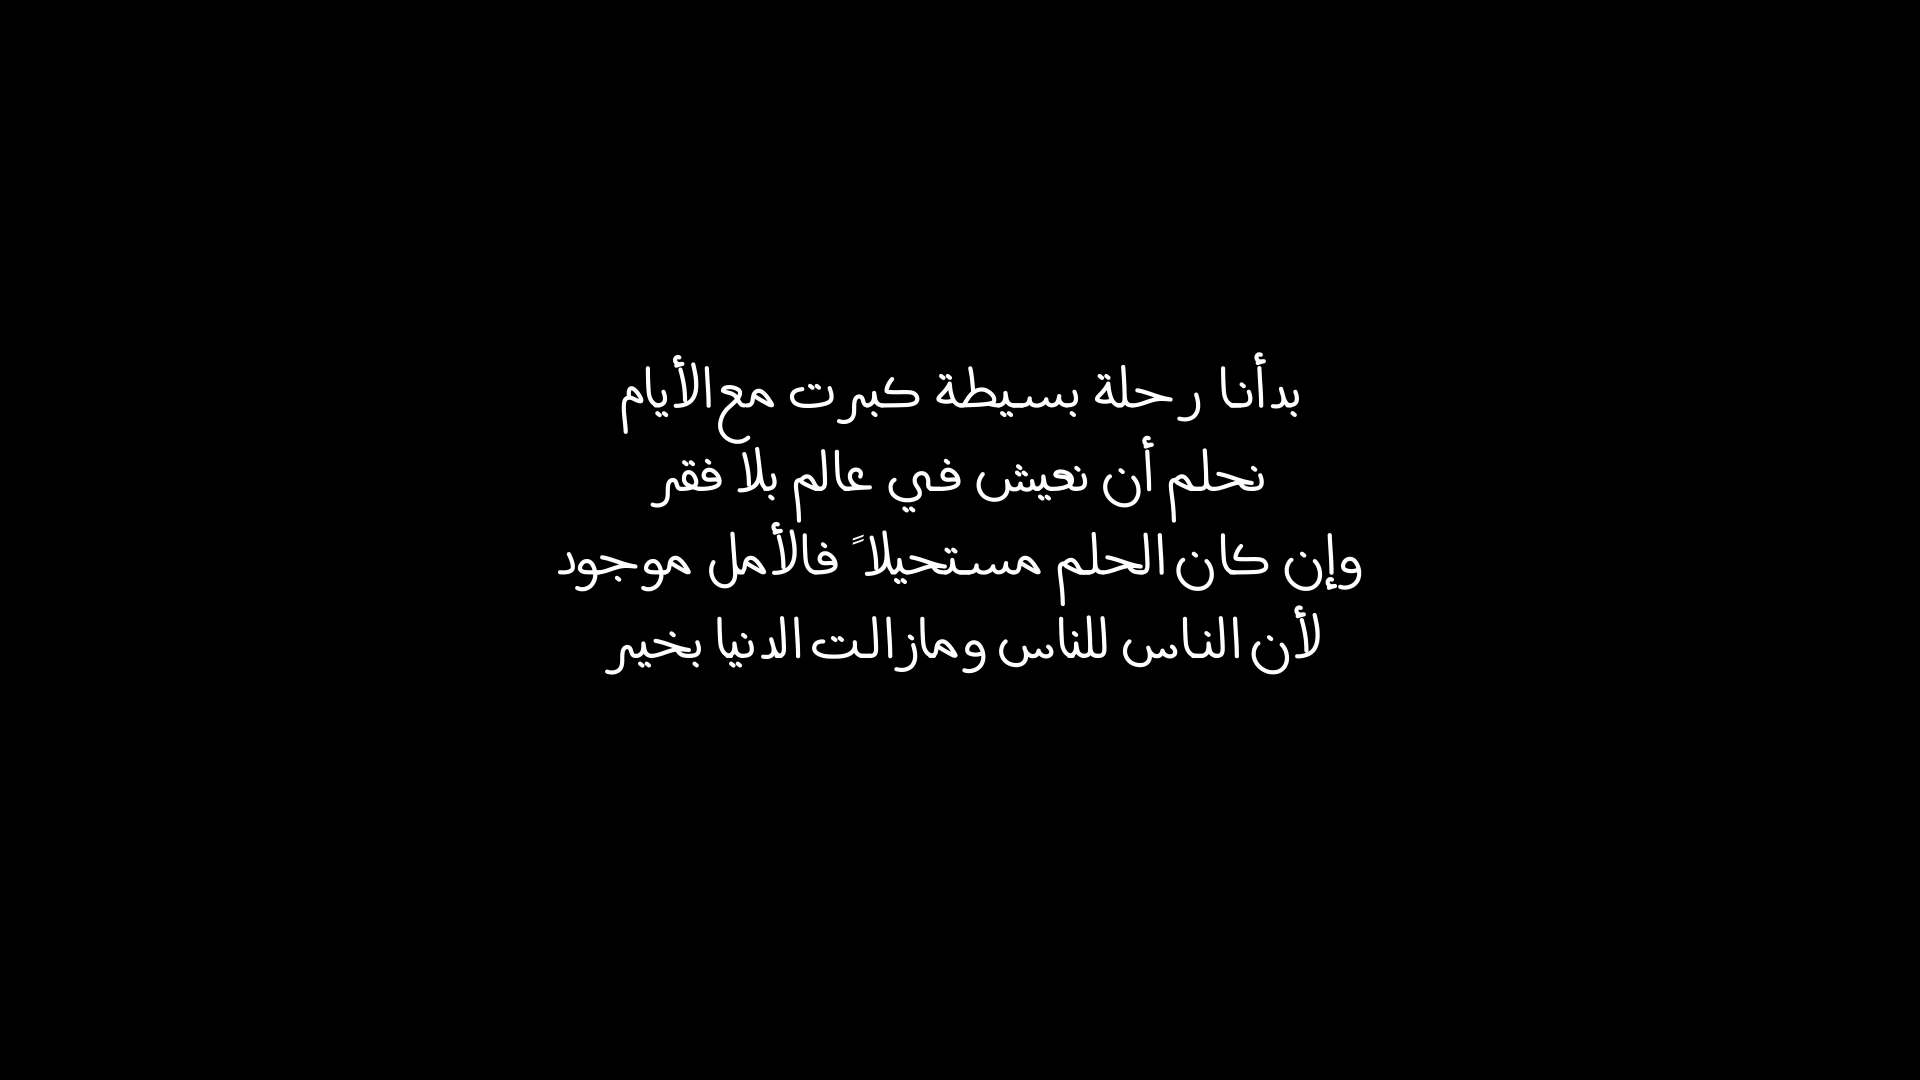 بدأنا رحلة بسيطة كبرت مع الأيام
نحلم أن نعيش في عالم بلا فقر
وإن كان الحلم مستحيلاً فالأمل موجود
لأن الناس للناس ومازالت الدنيا بخير